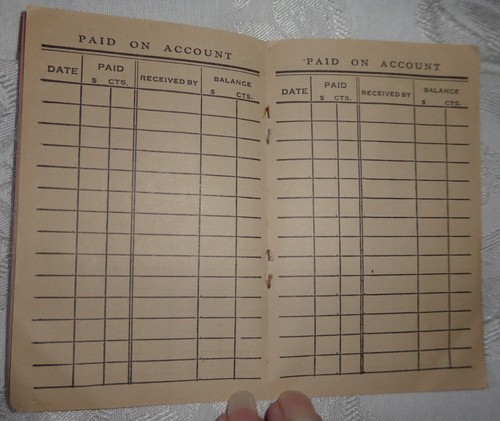 PAID ON ACCOUNT
DATE PAID RECEIVED BY BALANCE
$ CTS. $ CTS.
PAID ON ACCOUNT
DATE PAID RECEIVED BY BALANCE
$ CTS. $ CTS.